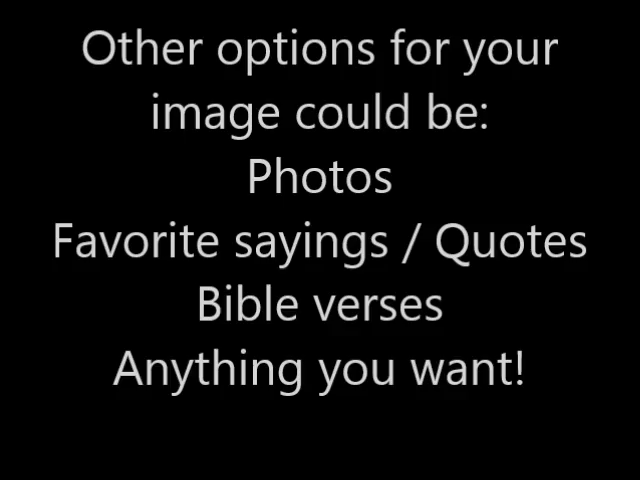 Other options for your
image could be:
Photos
Favorite sayings / Quotes
Bible verses
Anything you want!